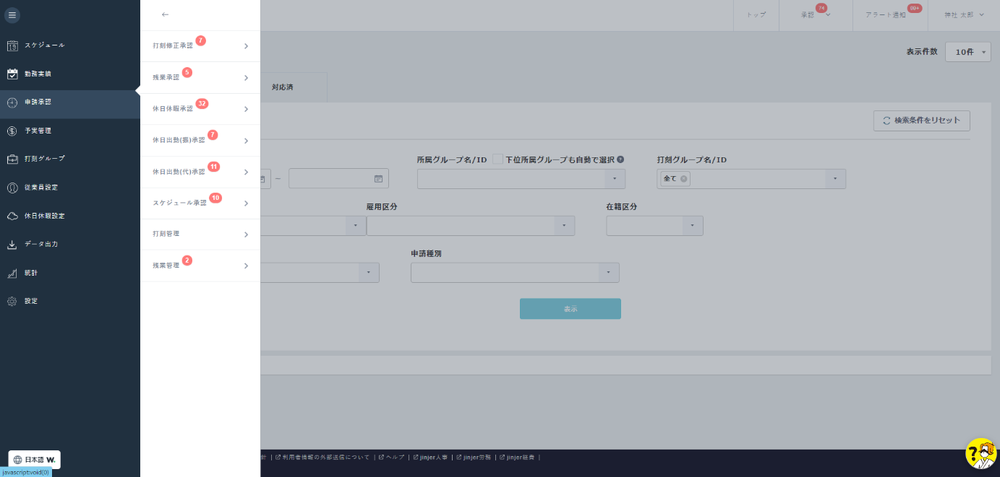 トップ
承認
74
アラート通知
99+
神社 太郎
スケジュール
勤務実績
申請承認
予実管理
打刻グループ
従業員設定
休日休暇設定
データ出力
統計
設定
打刻修正承認
7
残業承認
5
休日休暇承認
32
休日出勤(振)承認
7
休日出勤(代)承認
11
スケジュール承認
10
打刻管理
残業管理
2
表示件数
10件
対応済
検索条件をリセット
所属グループ名/ID
下位所属グループも自動で選択
?
打刻グループ名/ID
–
全て
雇用区分
在籍区分
申請種別
表示
日本語 W.
javascript:void(0)
針 | 利用者情報の外部送信について | ヘルプ | jinjer人事 | jinjer労務 | jinjer経費 |
?